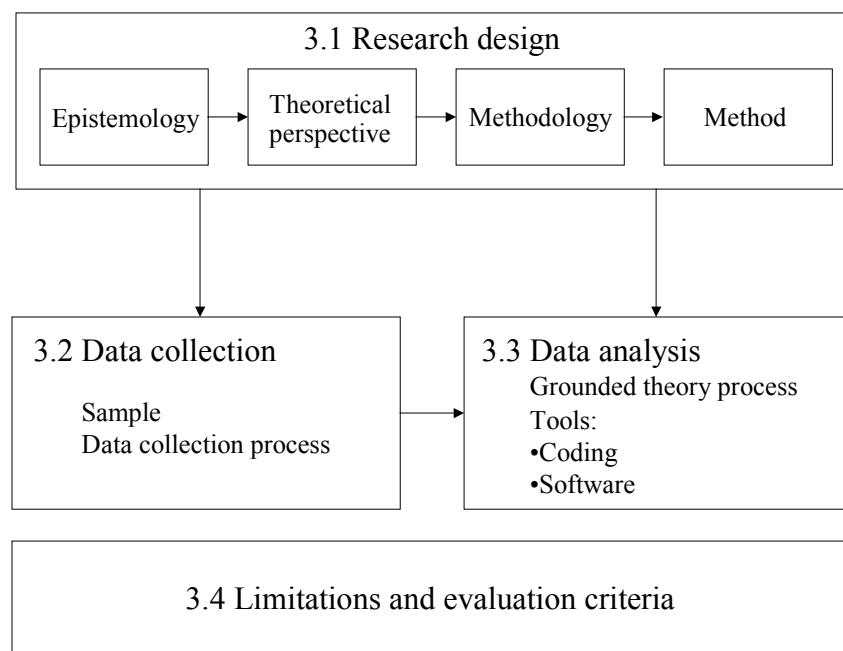 3.1 Research design
Epistemology
Theoretical
perspective
Methodology
Method
3.2 Data collection
Sample
Data collection process
3.3 Data analysis
Grounded theory process
Tools:
•Coding
•Software
3.4 Limitations and evaluation criteria